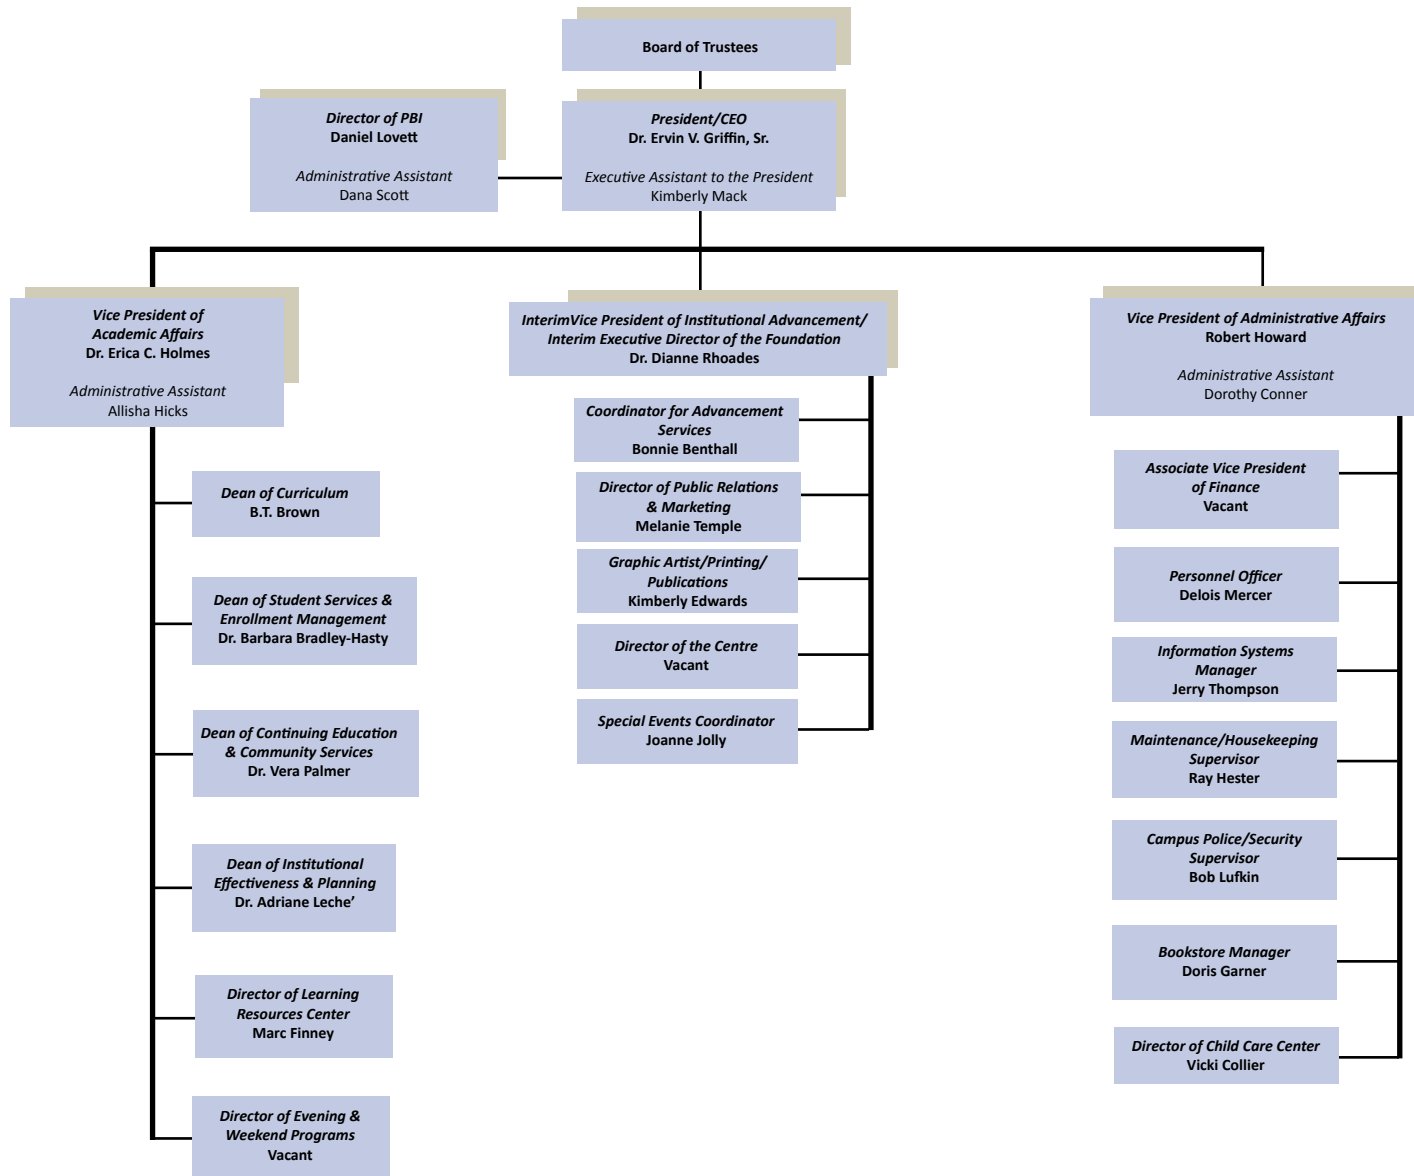 Board of Trustees
Director of PBI
Daniel Lovett
Administrative Assistant
Dana Scott
President/CEO
Dr. Ervin V. Griffin, Sr.
Executive Assistant to the President
Kimberly Mack
Vice President of
Academic Affairs
Dr. Erica C. Holmes
Administrative Assistant
Allisha Hicks
Dean of Curriculum
B.T. Brown
Dean of Student Services &
Enrollment Management
Dr. Barbara Bradley-Hasty
Dean of Continuing Education
& Community Services
Dr. Vera Palmer
Dean of Institutional
Effectiveness & Planning
Dr. Adriane Leche’
Director of Learning
Resources Center
Marc Finney
Director of Evening &
Weekend Programs
Vacant
InterimVice President of Institutional Advancement/
Interim Executive Director of the Foundation
Dr. Dianne Rhoades
Coordinator for Advancement
Services
Bonnie Benthall
Director of Public Relations
& Marketing
Melanie Temple
Graphic Artist/Printing/
Publications
Kimberly Edwards
Director of the Centre
Vacant
Special Events Coordinator
Joanne Jolly
Vice President of Administrative Affairs
Robert Howard
Administrative Assistant
Dorothy Conner
Associate Vice President
of Finance
Vacant
Personnel Officer
Delois Mercer
Information Systems
Manager
Jerry Thompson
Maintenance/Housekeeping
Supervisor
Ray Hester
Campus Police/Security
Supervisor
Bob Lufkin
Bookstore Manager
Doris Garner
Director of Child Care Center
Vicki Collier